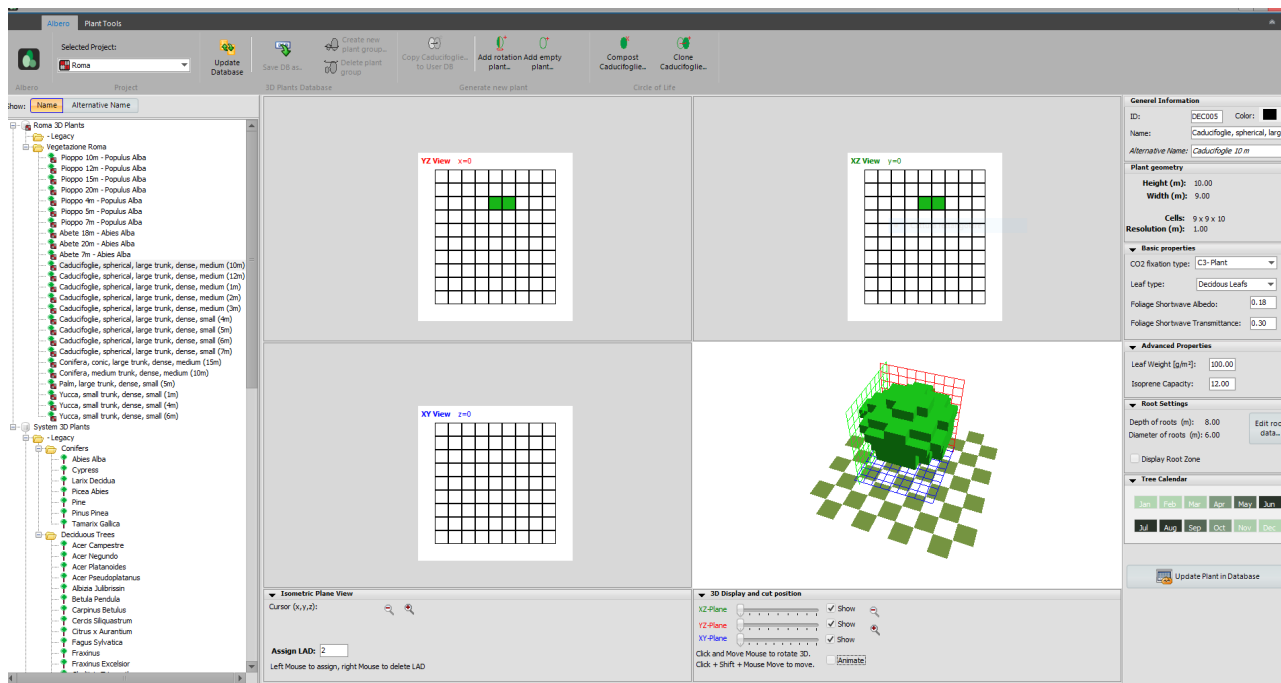 Albero Plant Tools
Selected Project:
Roma
Update
Database
Save DB as..
Create new
plant group...
Delete plant
group
Copy Caducifoglie..
to User DB
Add rotation
plant...
Add empty
plant...
Compost
Caducifoglie..
Clone
Caducifoglie..
Albero
Project
3D Plants Database
Generate new plant
Circle of Life
Show: Name Alternative Name
Roma 3D Plants
- Legacy
Vegetazione Roma
Pioppo 10m - Populus Alba
Pioppo 12m - Populus Alba
Pioppo 15m - Populus Alba
Pioppo 20m - Populus Alba
Pioppo 4m - Populus Alba
Pioppo 5m - Populus Alba
Pioppo 7m - Populus Alba
Abete 18m - Abies Alba
Abete 20m - Abies Alba
Abete 7m - Abies Alba
Caducifoglie, spherical, large trunk, dense, medium (10m)
Caducifoglie, spherical, large trunk, dense, medium (12m)
Caducifoglie, spherical, large trunk, dense, medium (1m)
Caducifoglie, spherical, large trunk, dense, medium (2m)
Caducifoglie, spherical, large trunk, dense, medium (3m)
Caducifoglie, spherical, large trunk, dense, small (4m)
Caducifoglie, spherical, large trunk, dense, small (5m)
Caducifoglie, spherical, large trunk, dense, small (6m)
Caducifoglie, spherical, large trunk, dense, small (7m)
Conifera, conic, large trunk, dense, medium (15m)
Conifera, medium trunk, dense, medium (10m)
Palm, large trunk, dense, small (5m)
Yucca, small trunk, dense, small (1m)
Yucca, small trunk, dense, small (4m)
Yucca, small trunk, dense, small (6m)
System 3D Plants
- Legacy
Conifers
Abies Alba
Cypress
Larix Decidua
Picea Abies
Pine
Pinus Pinea
Tamarix Gallica
Deciduous Trees
Acer Campestre
Acer Negundo
Acer Platanoides
Acer Pseudoplatanus
Albizia Julibrissin
Betula Pendula
Carpinus Betulus
Cercis Siliquastrum
Citrus x Aurantium
Fagus Sylvatica
Fraxinus
Fraxinus Excelsior
YZ View x=0
XZ View y=0
XY View z=0
Isometric Plane View
Cursor (x,y,z):
Assign LAD: 2
Left Mouse to assign, right Mouse to delete LAD
3D Display and cut position
XZ-Plane Show
YZ-Plane Show
XY-Plane Show
Click and Move Mouse to rotate 3D.
Click + Shift + Mouse Move to move.
Animate
General Information
ID: DEC005 Color:
Name: Caducifoglie, spherical, larg
Alternative Name: Caducifoglie 10 m
Plant geometry
Height (m): 10.00
Width (m): 9.00
Cells: 9 x 9 x 10
Resolution (m): 1.00
Basic properties
CO2 fixation type: C3- Plant
Leaf type: Decidous Leafs
Foliage Shortwave Albedo: 0.18
Foliage Shortwave Transmittance: 0.30
Advanced Properties
Leaf Weight [g/m²]: 100.00
Isoprene Capacity: 12.00
Root Settings
Depth of roots (m): 8.00
Diameter of roots (m): 6.00
Edit roo
data...
Display Root Zone
Tree Calendar
Jan Feb Mar Apr May Jun
Jul Aug Sep Oct Nov Dec
Update Plant in Database